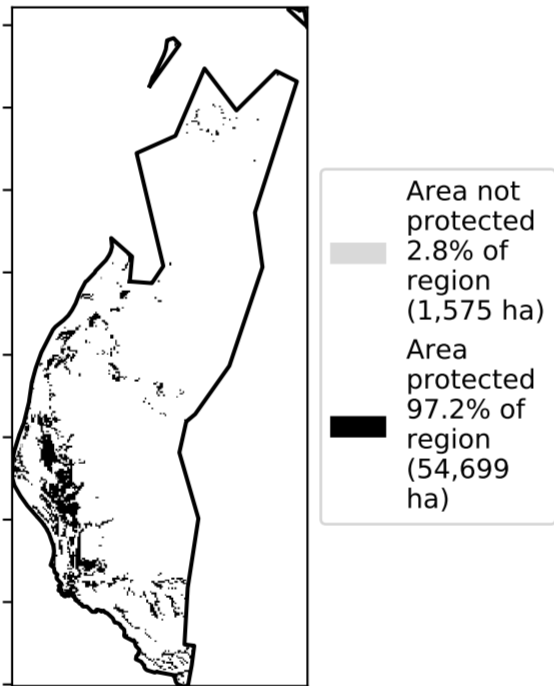 Area not
protected
2.8% of
region
(1,575 ha)
Area
protected
97.2% of
region
(54,699
ha)